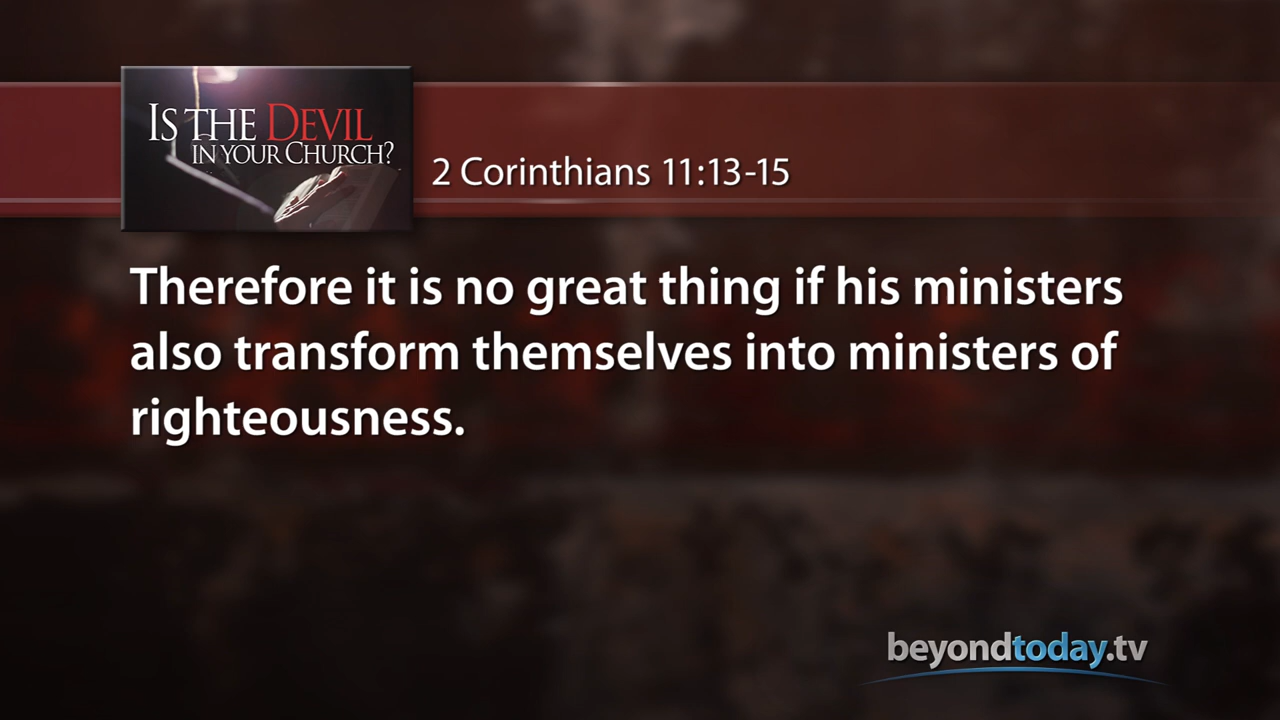 IS THE DEVIL
IN YOUR CHURCH?
2 Corinthians 11:13-15
Therefore it is no great thing if his ministers
also transform themselves into ministers of
righteousness.
beyondtoday.tv